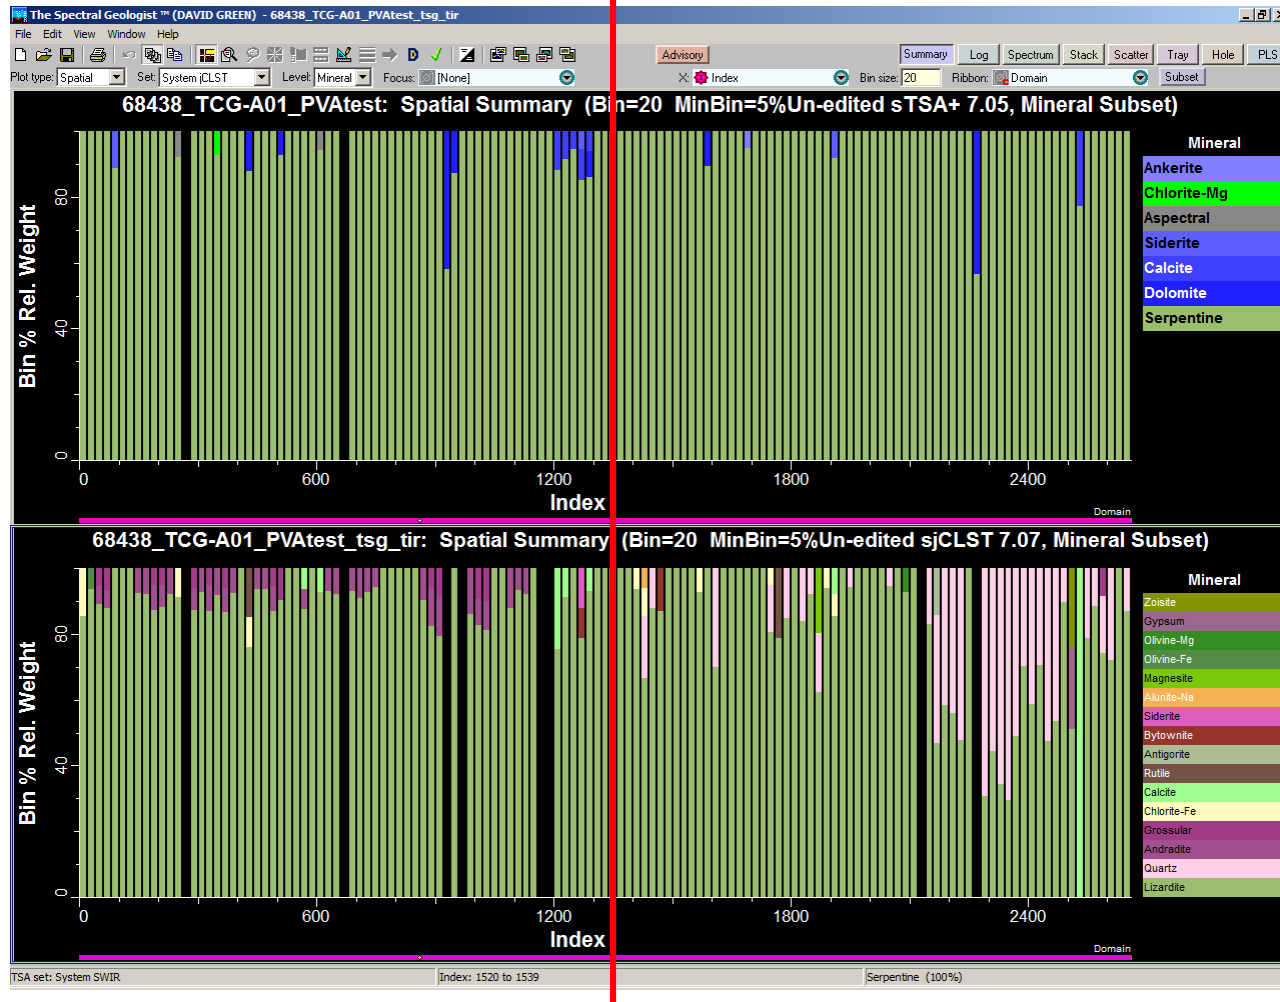 The Spectral Geologist ™ (DAVID GREEN) - 68438_TCG-A01_PVAtest_tsg_tir
File Edit View Window Help
Advisory Summary Log Spectrum Stack Scatter Tray Hole PLS
Plot type: Spatial Set: System jCLST Level: Mineral Focus: [None] X: Index Bin size: 20 Ribbon: Domain Subset
68438_TCG-A01_PVAtest: Spatial Summary (Bin=20 MinBin=5%Un-edited sTSA+ 7.05, Mineral Subset)
Bin % Rel. Weight
80
40
0
0 600 1200 1800 2400
Index
Domain
Mineral
Ankerite
Chlorite-Mg
Aspectral
Siderite
Calcite
Dolomite
Serpentine
68438_TCG-A01_PVAtest_tsg_tir: Spatial Summary (Bin=20 MinBin=5%Un-edited sjCLST 7.07, Mineral Subset)
Bin % Rel. Weight
80
40
0
0 600 1200 1800 2400
Index
Domain
Mineral
Zoisite
Gypsum
Olivine-Mg
Olivine-Fe
Magnesite
Alunite-Na
Siderite
Bytownite
Antigorite
Rutile
Calcite
Chlorite-Fe
Grossular
Andradite
Quartz
Lizardite
TSA set: System SWIR Index: 1520 to 1539 Serpentine (100%)